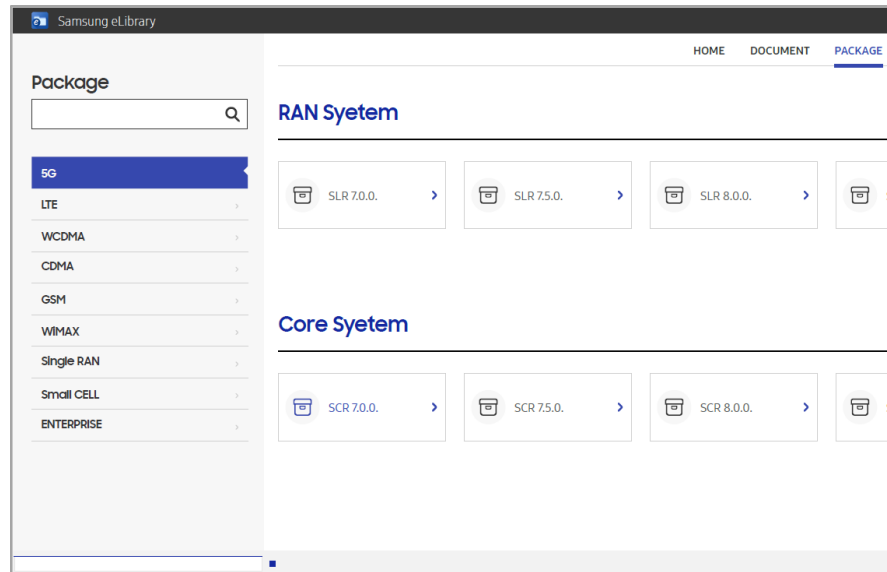 Samsung eLibrary
HOME DOCUMENT PACKAGE
Package
5G
LTE
WCDMA
CDMA
GSM
WIMAX
Single RAN
Small CELL
ENTERPRISE
RAN Syetem
SLR 7.0.0. SLR 7.5.0. SLR 8.0.0.
Core Syetem
SCR 7.0.0. SCR 7.5.0. SCR 8.0.0.